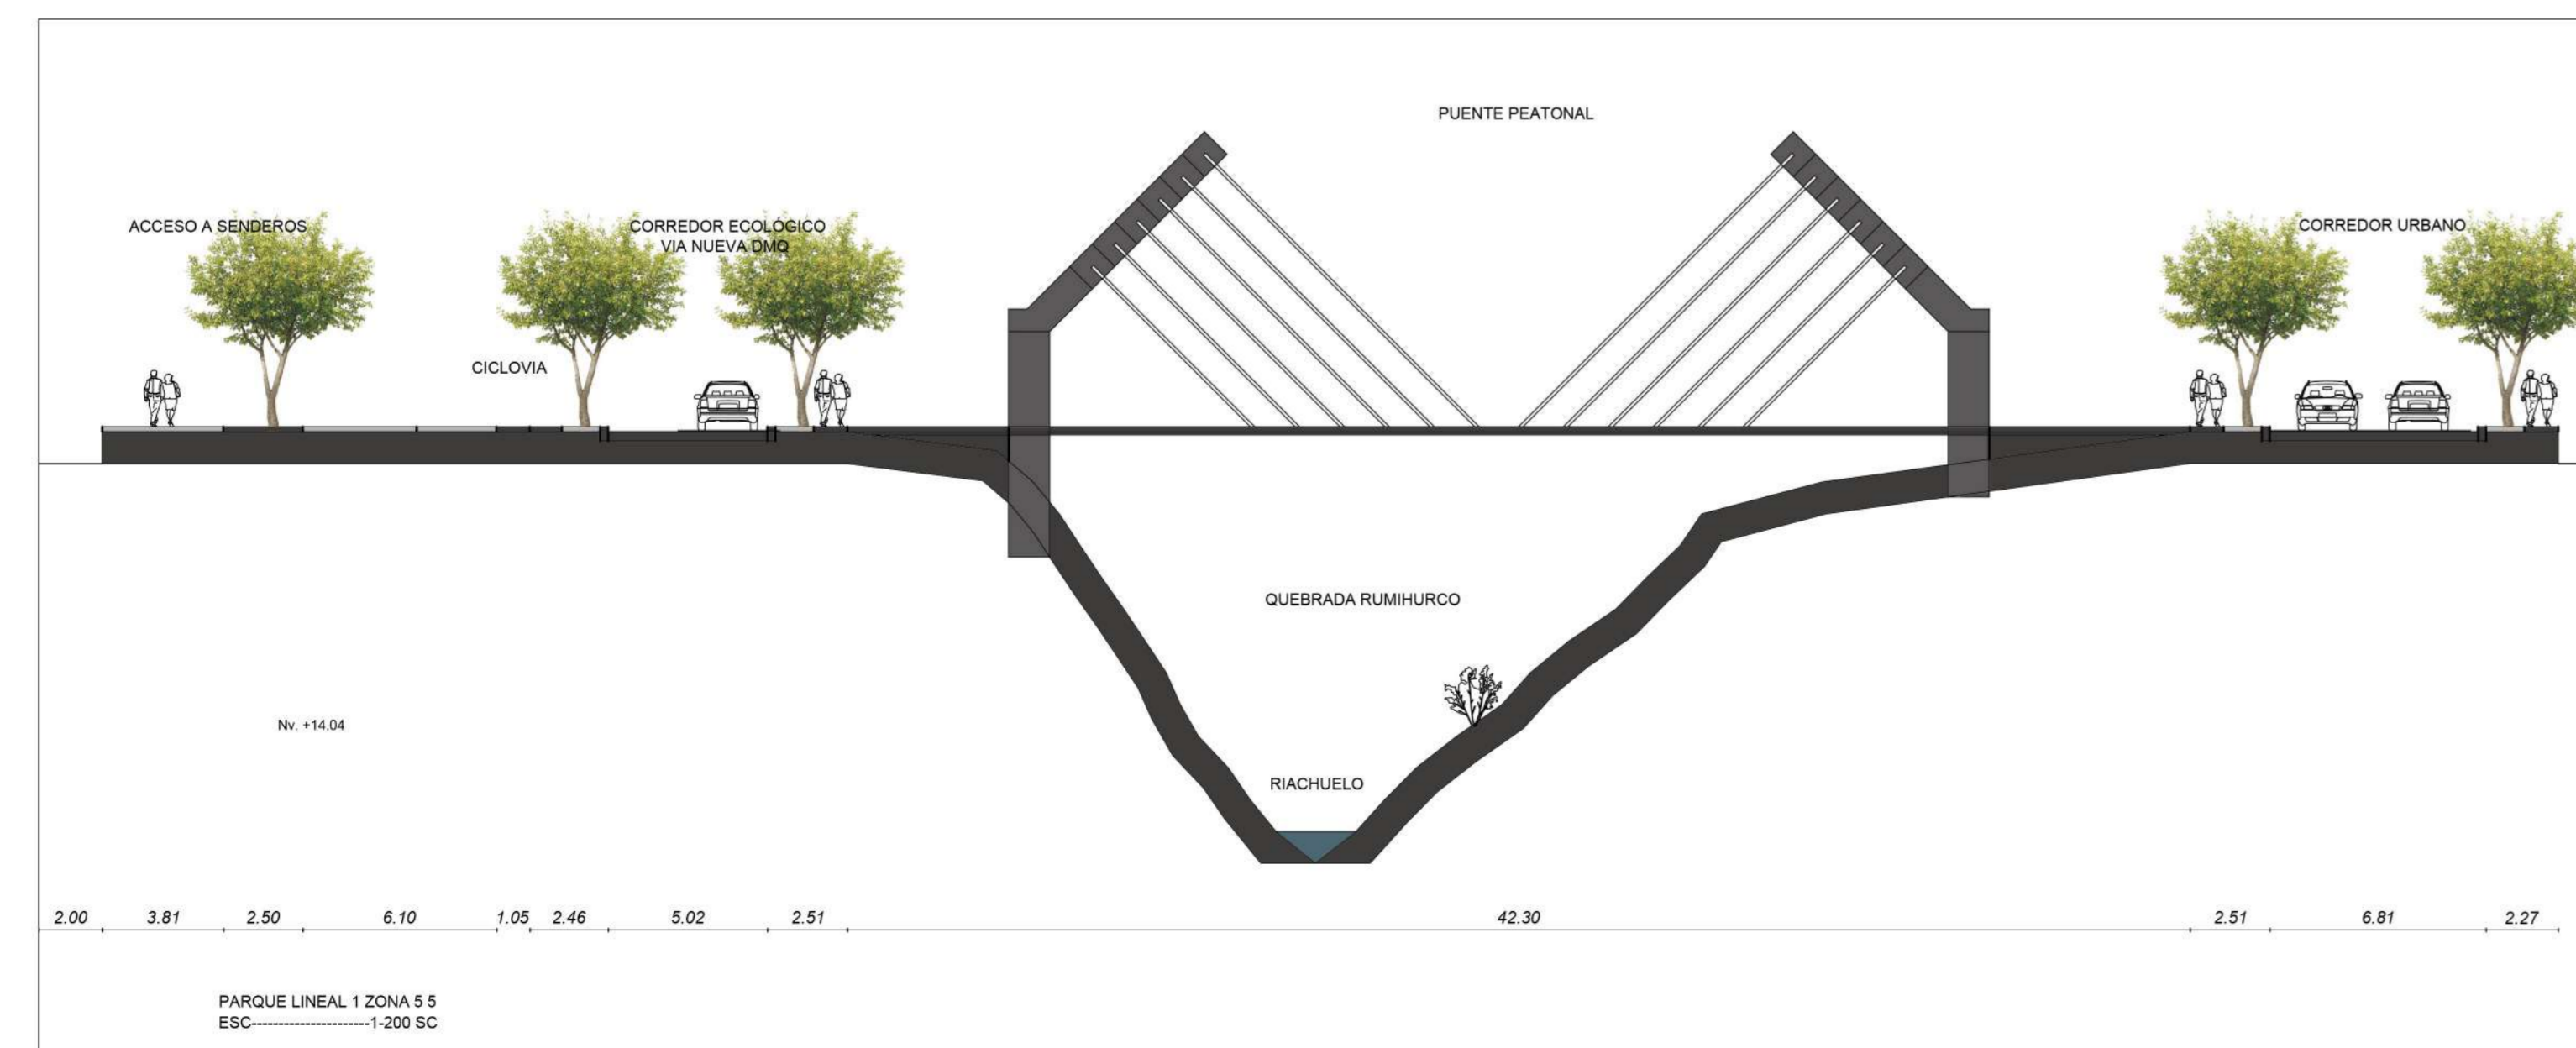 PUENTE PEATONAL
ACCESO A SENDEROS
CORREDOR ECOLÓGICO
VIA NUEVA DMQ
CORREDOR URBANO
CICLOVIA
QUEBRADA RUMIHURCO
Nv. +14.04
RIACHUELO
2.00 3.81 2.50 6.10 1.05 2.46 5.02 2.51 42.30 2.51 6.81 2.27
PARQUE LINEAL 1 ZONA 5 5
ESC----------------------1-200 SC